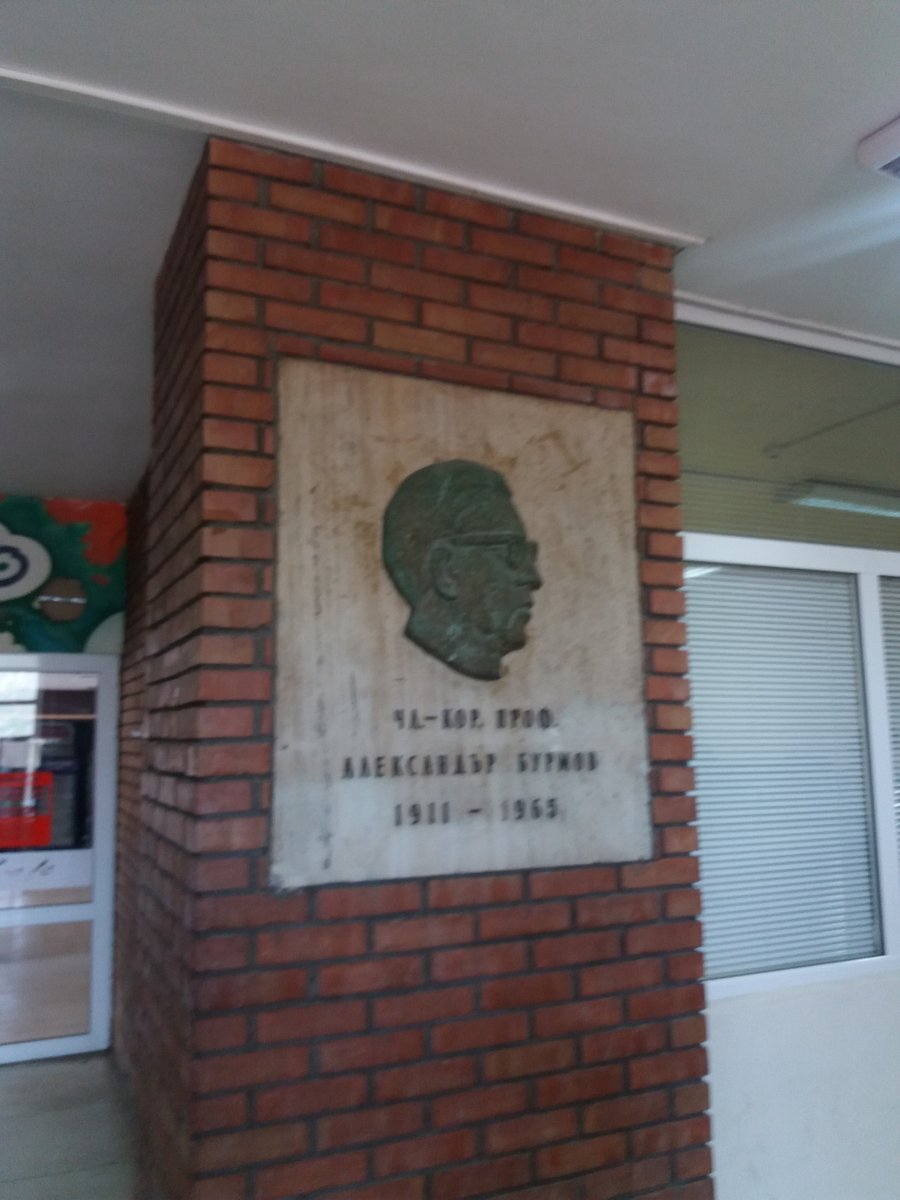 ЧЛ.-КОР. ПРОФ.
АЛЕКСАНДЪР БУРМОВ
1911 – 1965